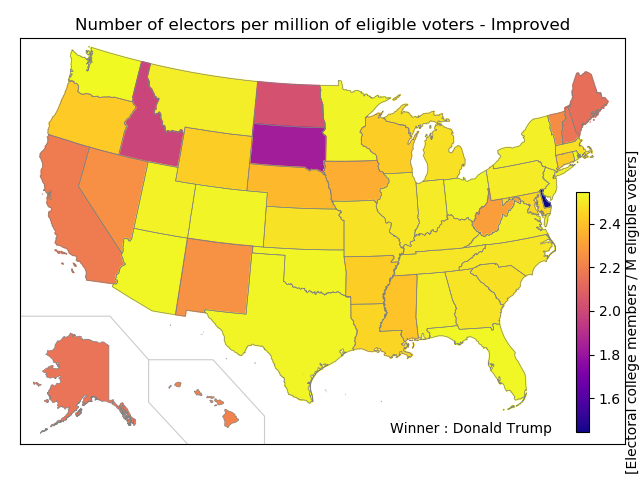 Number of electors per million of eligible voters - Improved
2.4
2.2
2.0
1.8
1.6
[Electoral college members / M eligible voters]
Winner : Donald Trump